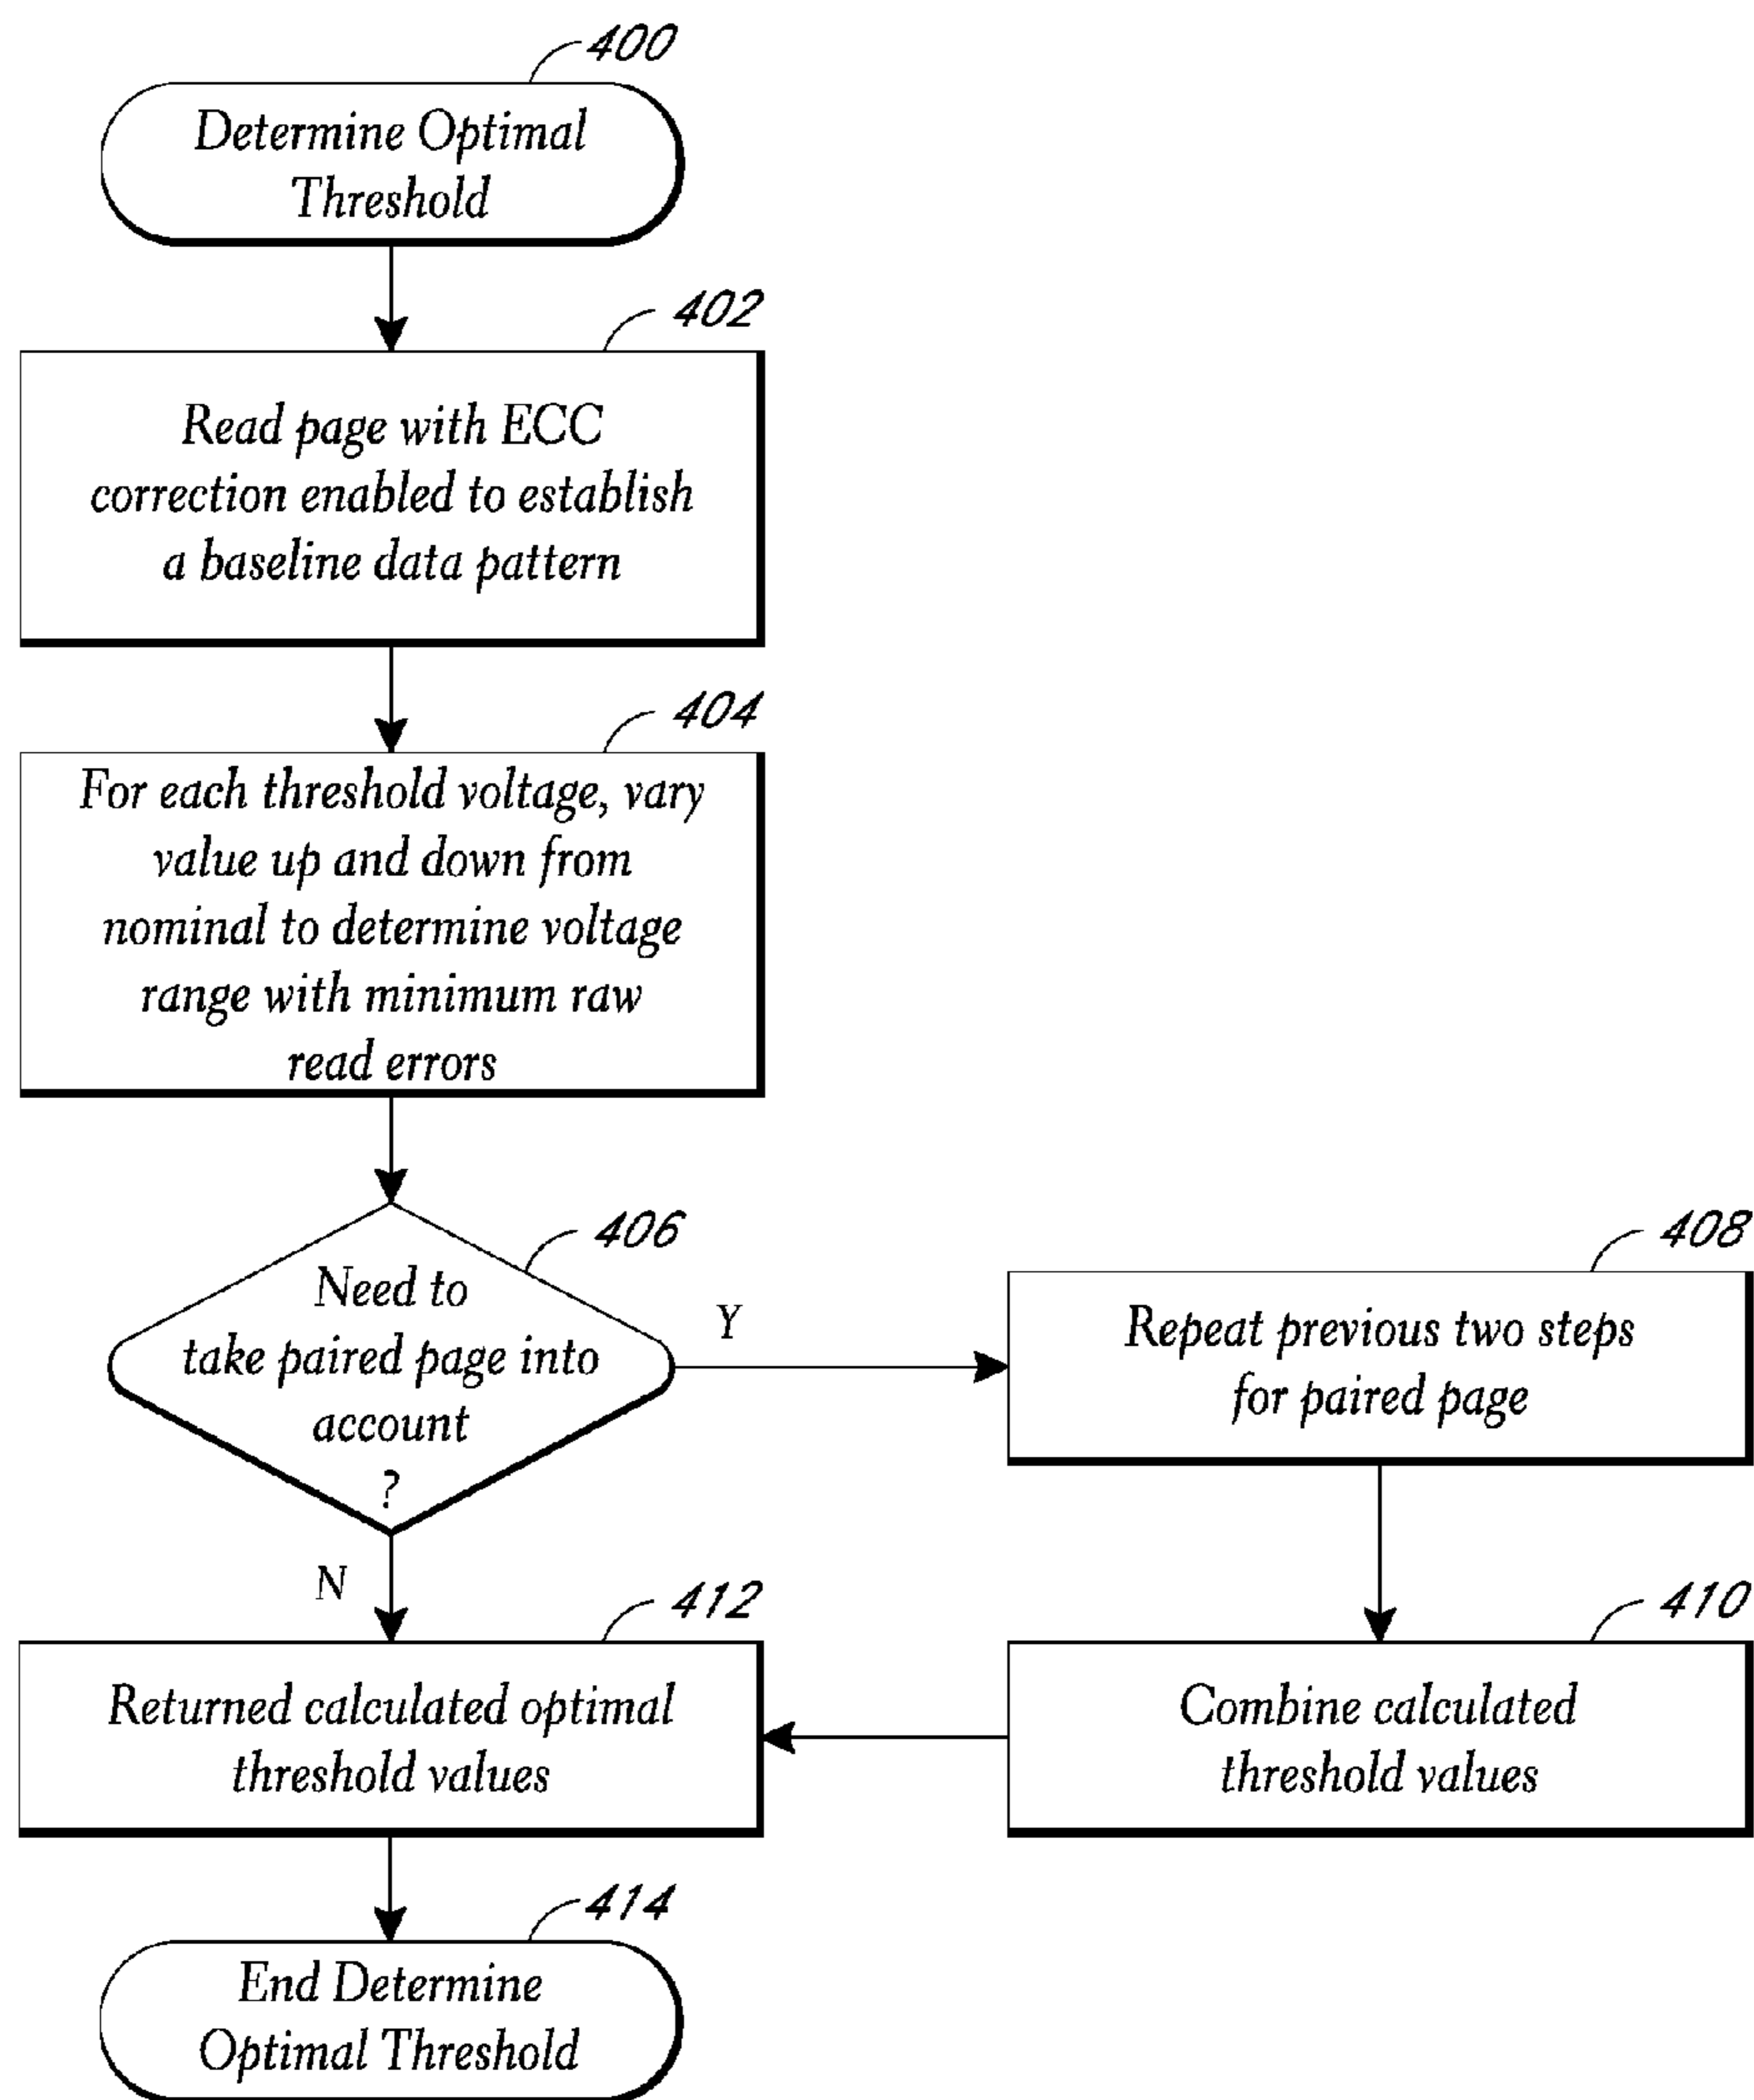 400
Determine Optimal
Threshold
402
Read page with ECC
correction enabled to establish
a baseline data pattern
404
For each threshold voltage, vary
value up and down from
nominal to determine voltage
range with minimum raw
read errors
406
Need to
take paired page into
account
?
Y
408
Repeat previous two steps
for paired page
410
Combine calculated
threshold values
N
412
Returned calculated optimal
threshold values
414
End Determine
Optimal Threshold